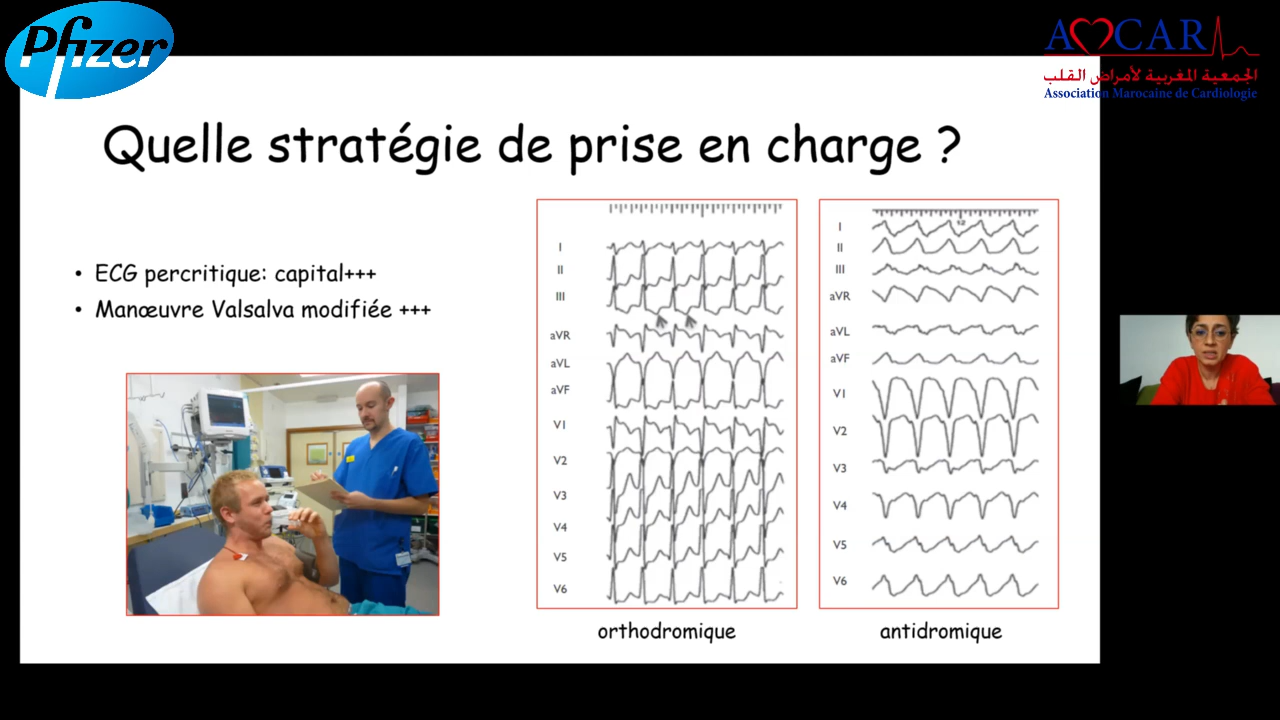 Pfizer
AMCAR
الجمعية المغربية لأمراض القلب
Association Marocaine de Cardiologie
Quelle stratégie de prise en charge ?
• ECG percritique: capital+++
• Manœuvre Valsalva modifiée +++
I
II
III
aVR
aVL
aVF
V1
V2
V3
V4
V5
V6
orthodromique
I
II
III
aVR
aVL
aVF
V1
V2
V3
V4
V5
V6
antidromique